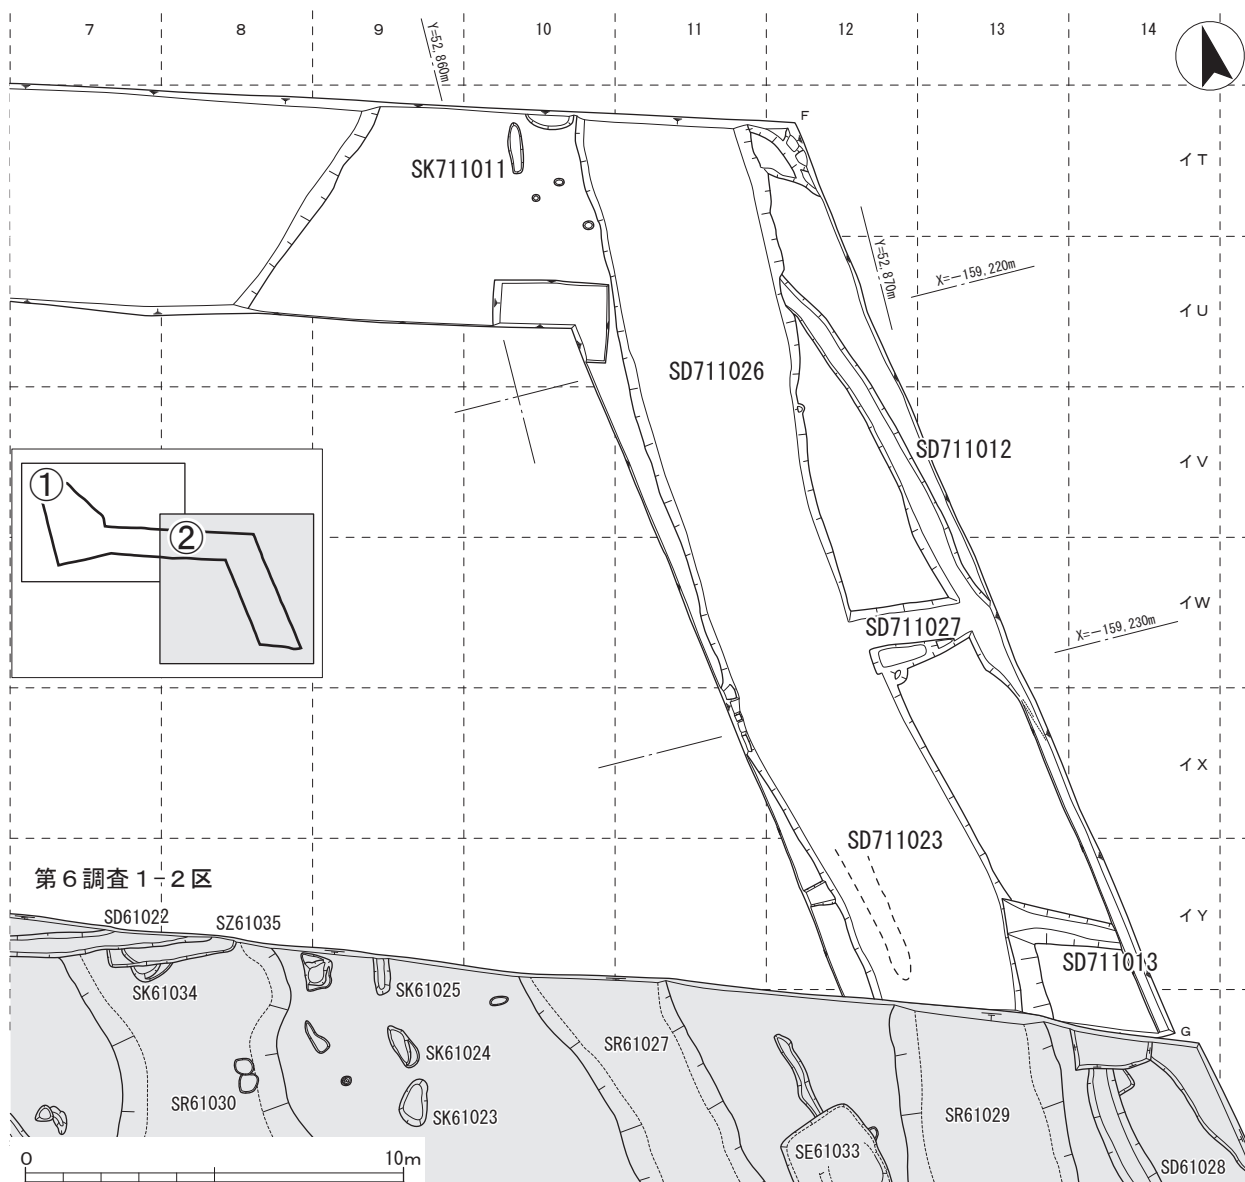 7 8 9 10 11 12 13 14
Y=52,860m
F
イT
SK711011
Y=52,870m
X=-159,220m
イU
SD711026
SD711012
イV
①
②
イW
SD711027
X=-159,230m
イX
SD711023
第6調査1-2区
イY
SD61022
SZ61035
SD711013
SK61034
SK61025
G
SR61027
SK61024
SR61030
SR61029
SK61023
SE61033
SD61028
0 10m